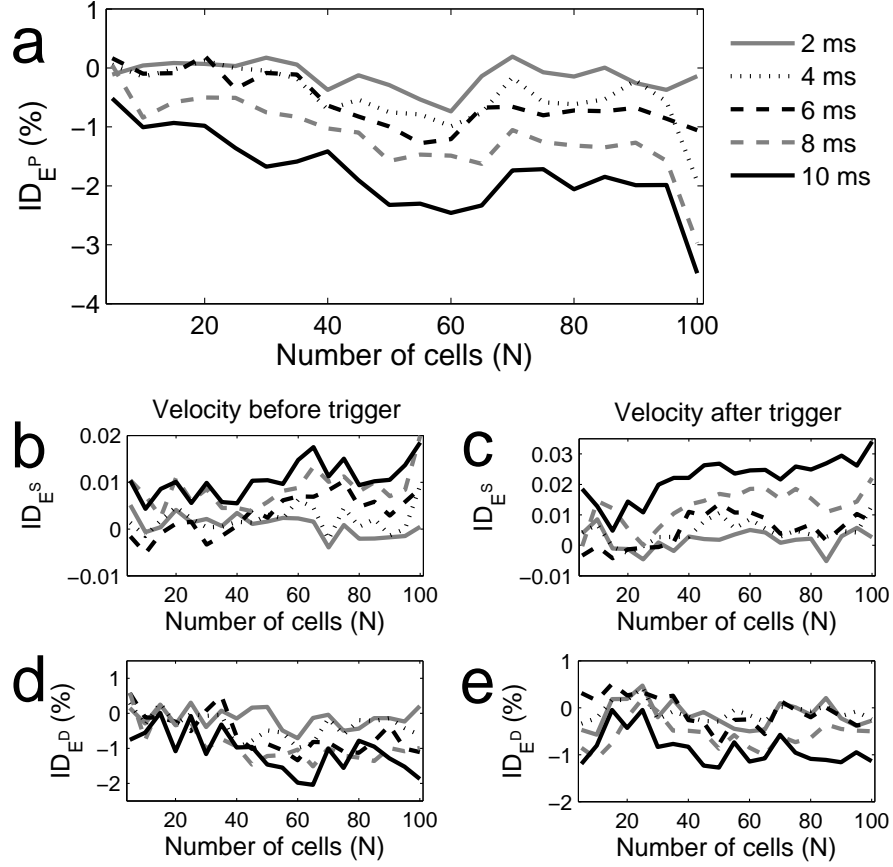 a
1
0
−1
−2
−3
−4
ID_E^P (%)
20
40
60
80
100
Number of cells (N)
2 ms
4 ms
6 ms
8 ms
10 ms
b
Velocity before trigger
0.02
0.01
0
−0.01
ID_E^S
20
40
60
80
100
Number of cells (N)
c
Velocity after trigger
0.03
0.02
0.01
0
−0.01
ID_E^S
20
40
60
80
100
Number of cells (N)
d
1
0
−1
−2
ID_E^D (%)
20
40
60
80
100
Number of cells (N)
e
1
0
−1
−2
ID_E^D (%)
20
40
60
80
100
Number of cells (N)